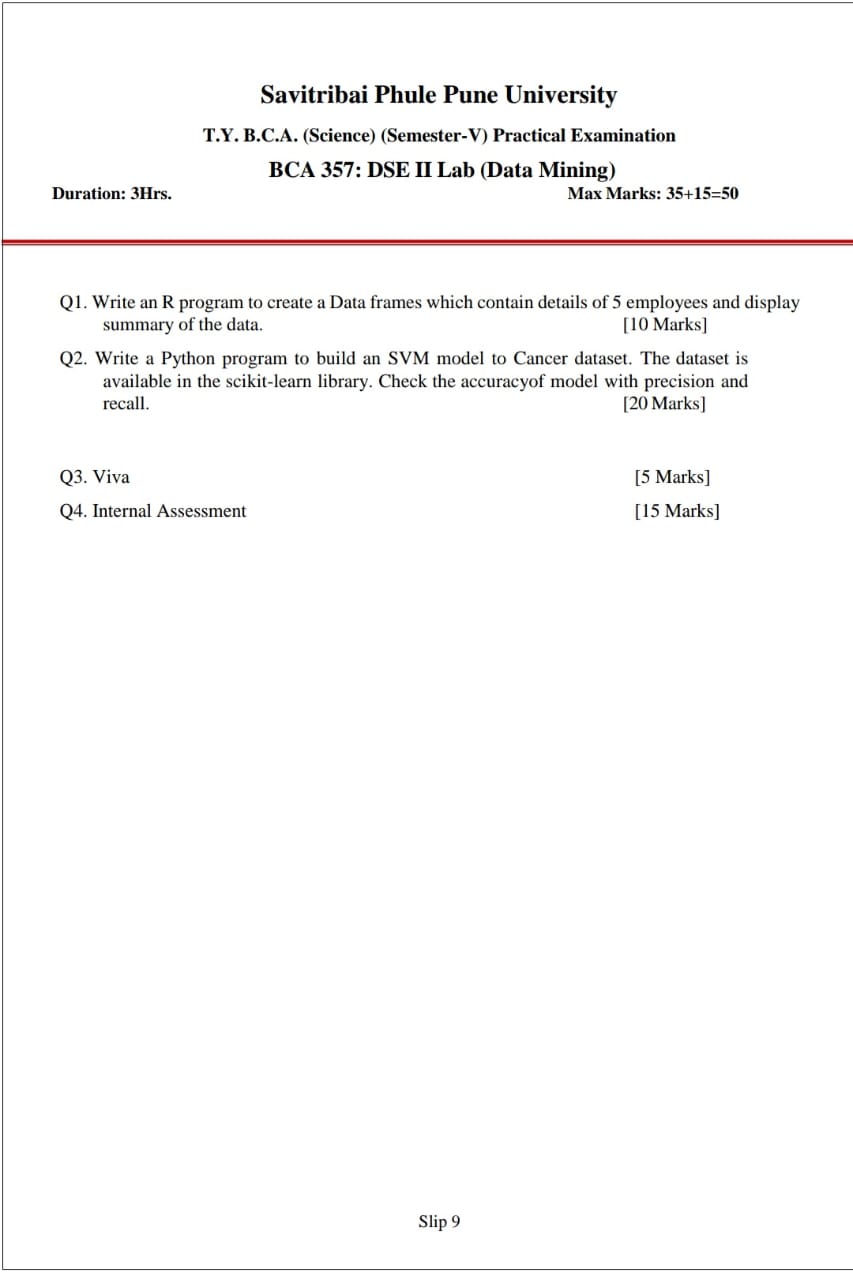 Savitribai Phule Pune University
T.Y. B.C.A. (Science) (Semester-V) Practical Examination
BCA 357: DSE II Lab (Data Mining)
Duration: 3Hrs. Max Marks: 35+15=50
Q1. Write an R program to create a Data frames which contain details of 5 employees and display
summary of the data. [10 Marks]
Q2. Write a Python program to build an SVM model to Cancer dataset. The dataset is
available in the scikit-learn library. Check the accuracyof model with precision and
recall. [20 Marks]
Q3. Viva [5 Marks]
Q4. Internal Assessment [15 Marks]
Slip 9